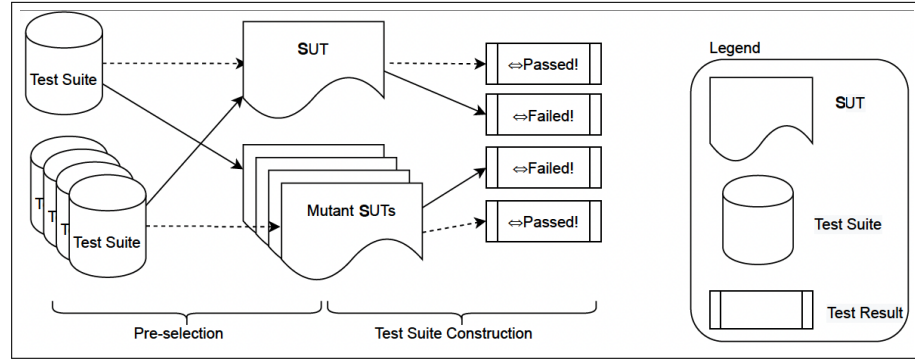 Test Suite
SUT
⇔Passed!
⇔Failed!
⇔Failed!
⇔Passed!
T
T
T
Test Suite
Mutant SUTs
Pre-selection
Test Suite Construction
Legend
SUT
Test Suite
Test Result